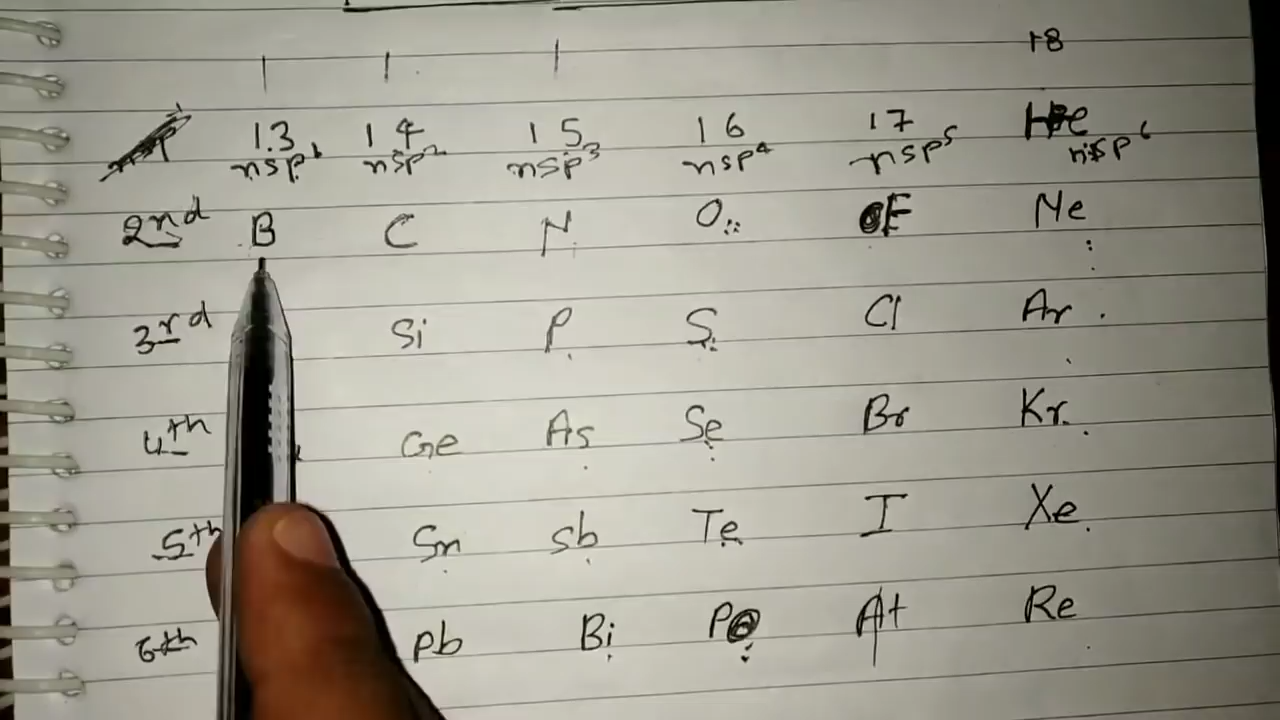 18
13 14 15 16 17 He
nsp¹ nsp² nsp³ nsp⁴ nsp⁵ nsp⁶
2nd B C N O F Ne
3rd Si P S Cl Ar
4th Ge As Se Br Kr
5th Sn Sb Te I Xe
6th Pb Bi Po At Re